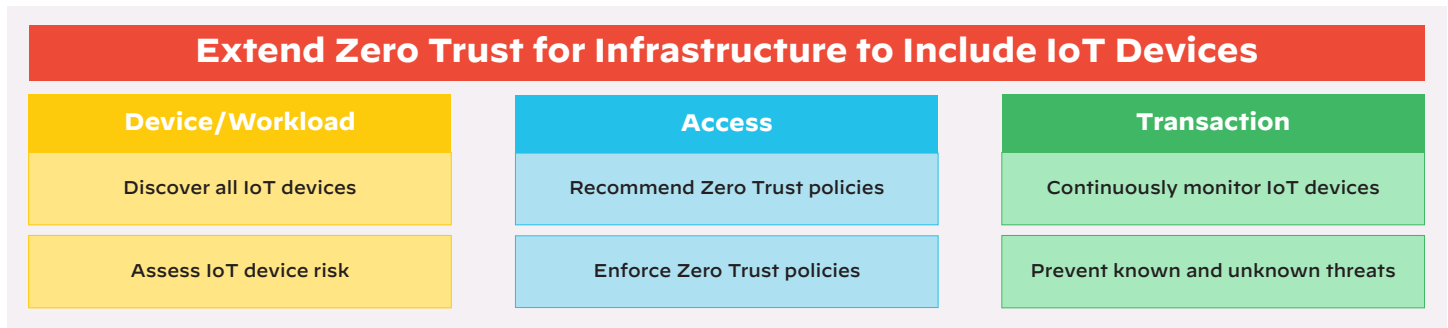 Extend Zero Trust for Infrastructure to Include IoT Devices
Device/Workload
Discover all IoT devices
Assess IoT device risk
Access
Recommend Zero Trust policies
Enforce Zero Trust policies
Transaction
Continuously monitor IoT devices
Prevent known and unknown threats